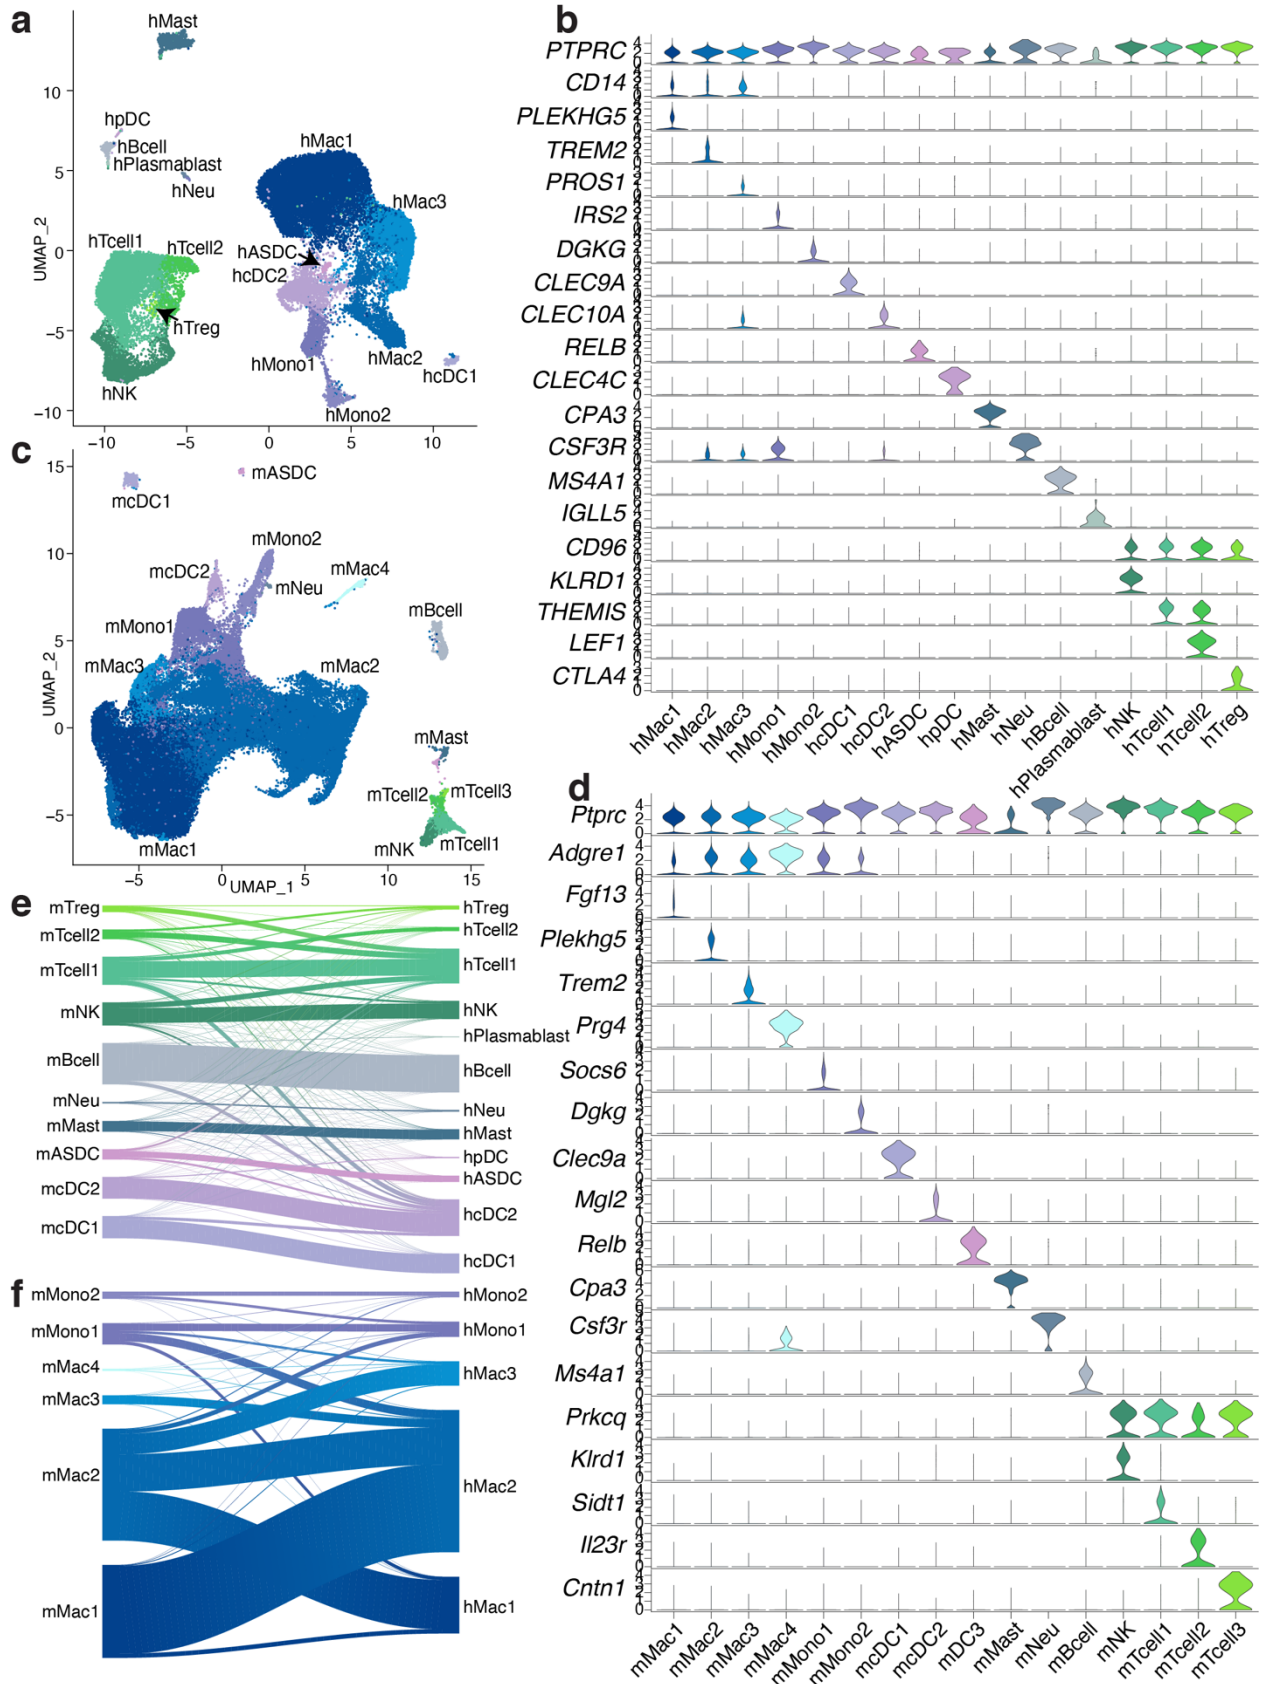 a
hMast
hpDC
hBcell
hPlasmablast
hNeu
hMac1
hMac3
hTcell1
hTcell2
hASDC
hcDC2
hTreg
hMono1
hMac2
hcDC1
hNK
hMono2
UMAP_2
10
5
0
−5
−10
−10 −5 0 5 10
b
PTPRC
CD14
PLEKHG5
TREM2
PROS1
IRS2
DGKG
CLEC9A
CLEC10A
RELB
CLEC4C
CPA3
CSF3R
MS4A1
IGLL5
CD96
KLRD1
THEMIS
LEF1
CTLA4
hMac1
hMac2
hMac3
hMono1
hMono2
hcDC1
hcDC2
hASDC
hpDC
hMast
hNeu
hBcell
hPlasmablast
hNK
hTcell1
hTcell2
hTreg
c
mcDC1
mASDC
mMono2
mcDC2
mNeu
mMac4
mMono1
mBcell
mMac3
mMac2
mMast
mTcell2
mTcell3
mMac1
mNK
mTcell1
UMAP_2
15
10
5
0
−5
−5 0 5 10 15
UMAP_1
d
Ptprc
Adgre1
Fgf13
Plekhg5
Trem2
Prg4
Socs6
Dgkg
Clec9a
Mgl2
Relb
Cpa3
Csf3r
Ms4a1
Prkcq
Klrd1
Sidt1
Il23r
Cntn1
mMac1
mMac2
mMac3
mMac4
mMono1
mMono2
mcDC1
mcDC2
mDC3
mMast
mNeu
mBcell
mNK
mTcell1
mTcell2
mTcell3
e
mTreg
mTcell2
mTcell1
mNK
mBcell
mNeu
mMast
mASDC
mcDC2
mcDC1
hTreg
hTcell2
hTcell1
hNK
hPlasmablast
hBcell
hNeu
hMast
hpDC
hASDC
hcDC2
hcDC1
f
mMono2
mMono1
mMac4
mMac3
mMac2
mMac1
hMono2
hMono1
hMac3
hMac2
hMac1